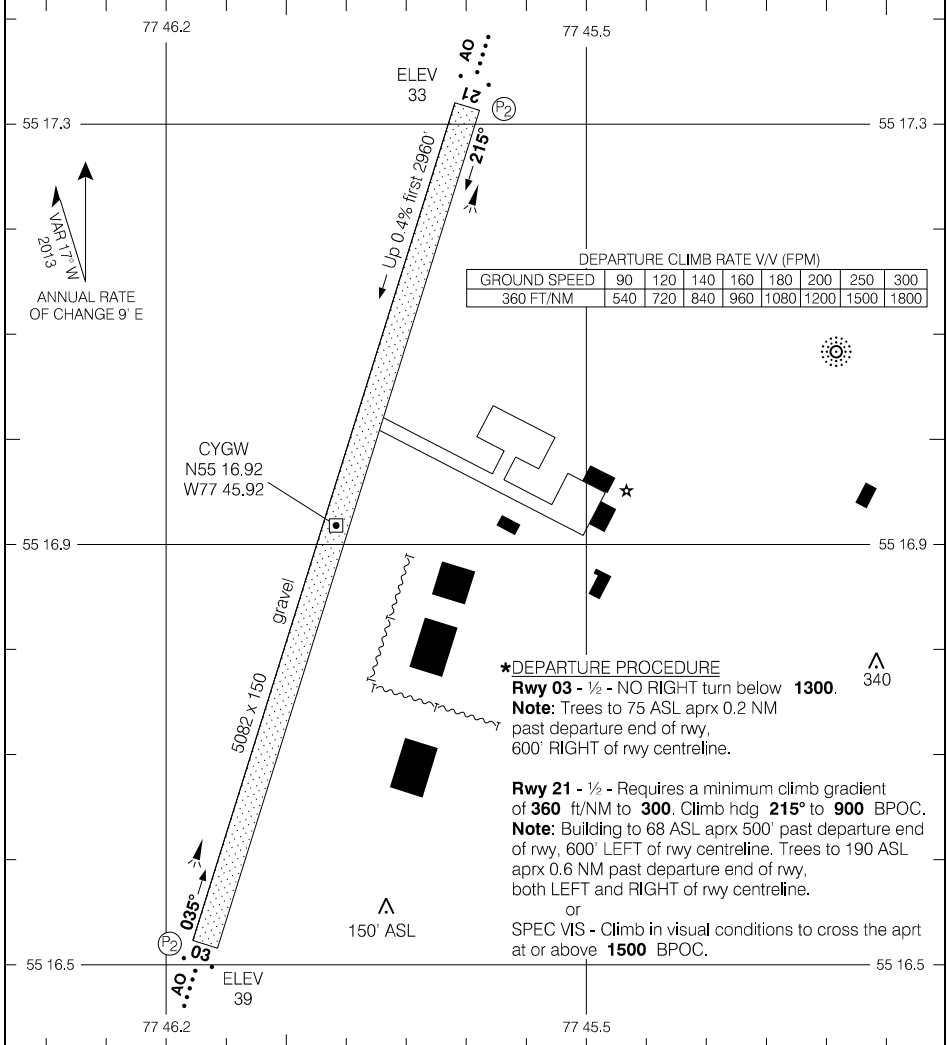 77 46.2
77 45.5
AO
ELEV
33
21
P2
55 17.3
55 17.3
215°
Up 0.4% first 2960'
VAR 17° W
2013
ANNUAL RATE
OF CHANGE 9' E
DEPARTURE CLIMB RATE V/V (FPM)
GROUND SPEED 90 120 140 160 180 200 250 300
360 FT/NM 540 720 840 960 1080 1200 1500 1800
CYGW
N55 16.92
W77 45.92
55 16.9
55 16.9
gravel
5082 x 150
340
*DEPARTURE PROCEDURE
Rwy 03 - ½ - NO RIGHT turn below 1300.
Note: Trees to 75 ASL aprx 0.2 NM
past departure end of rwy,
600' RIGHT of rwy centreline.
Rwy 21 - ½ - Requires a minimum climb gradient
of 360 ft/NM to 300. Climb hdg 215° to 900 BPOC.
Note: Building to 68 ASL aprx 500' past departure end
of rwy, 600' LEFT of rwy centreline. Trees to 190 ASL
aprx 0.6 NM past departure end of rwy,
both LEFT and RIGHT of rwy centreline.
or
SPEC VIS - Climb in visual conditions to cross the aprt
at or above 1500 BPOC.
150' ASL
035°
P2
03
AO
ELEV
39
55 16.5
55 16.5
77 46.2
77 45.5